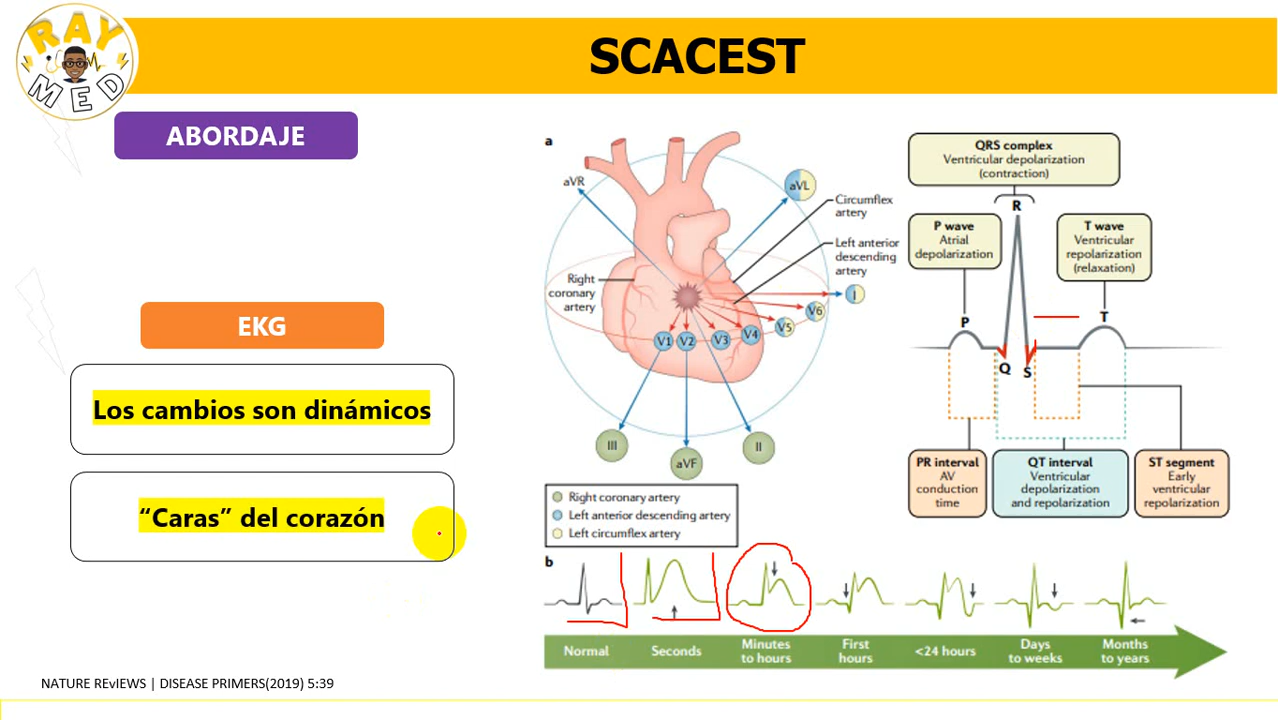 RAY
MED
SCACEST
ABORDAJE
EKG
Los cambios son dinámicos
“Caras” del corazón
NATURE REvIEWS | DISEASE PRIMERS(2019) 5:39
a
aVR
aVL
Circumflex
artery
Left anterior
descending
artery
Right
coronary
artery
I
V6
V5
V4
V3
V2
V1
III
aVF
II
Right coronary artery
Left anterior descending artery
Left circumflex artery
QRS complex
Ventricular depolarization
(contraction)
R
P wave
Atrial
depolarization
T wave
Ventricular
repolarization
(relaxation)
P
T
Q
S
PR interval
AV
conduction
time
QT interval
Ventricular
depolarization
and repolarization
ST segment
Early
ventricular
repolarization
b
Normal
Seconds
Minutes
to hours
First
hours
<24 hours
Days
to weeks
Months
to years